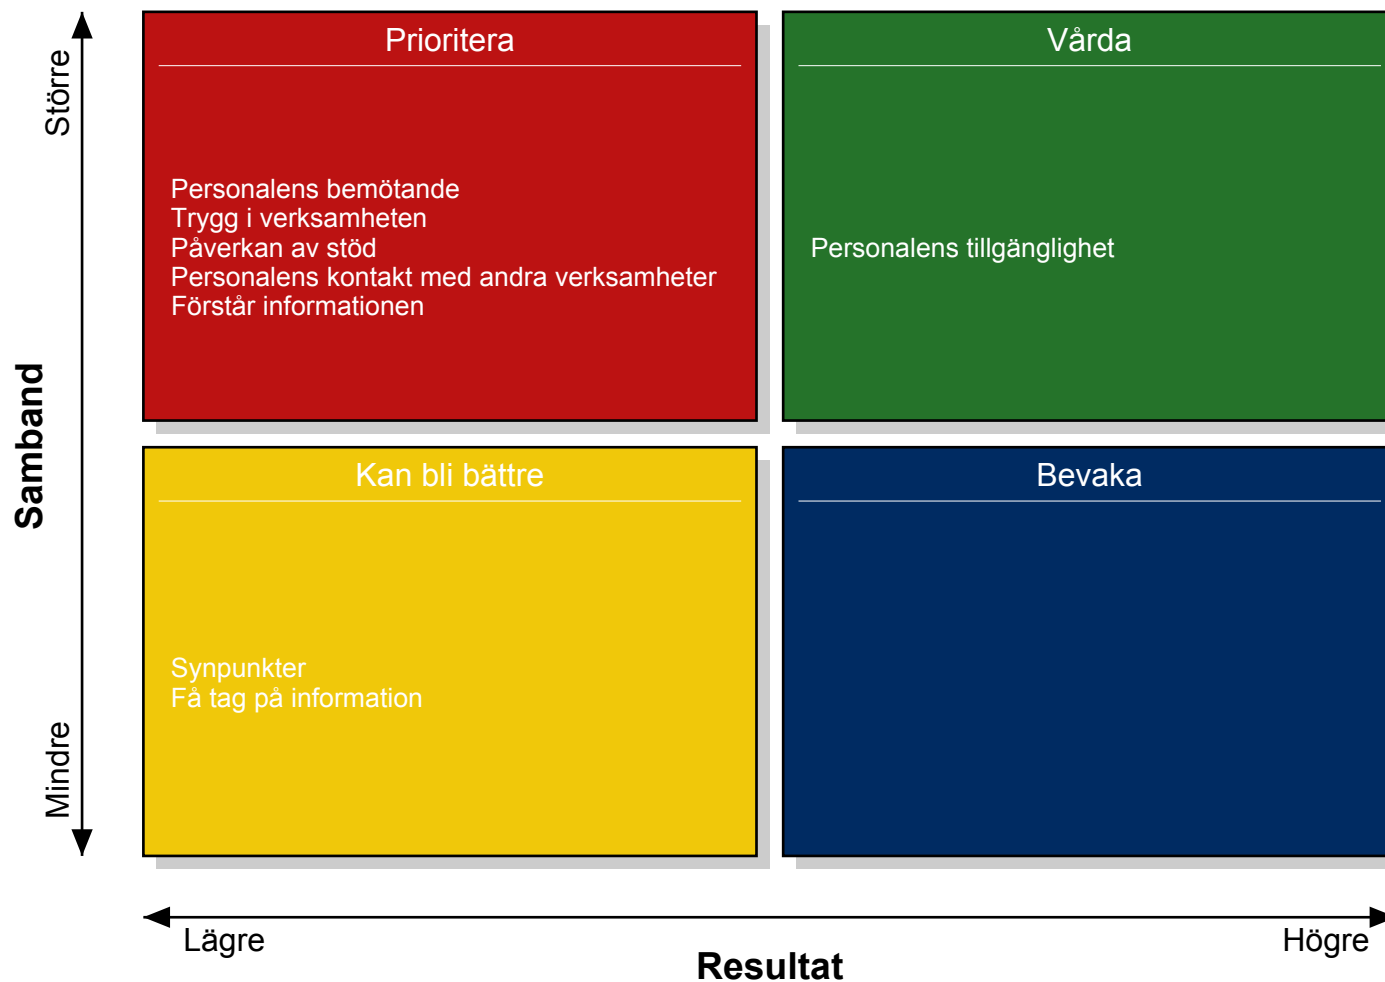 Prioritera
Vårda
Större
Personalens bemötande
Trygg i verksamheten
Påverkan av stöd
Personalens kontakt med andra verksamheter
Förstår informationen
Personalens tillgänglighet
Samband
Kan bli bättre
Bevaka
Synpunkter
Få tag på information
Mindre
Lägre
Högre
Resultat